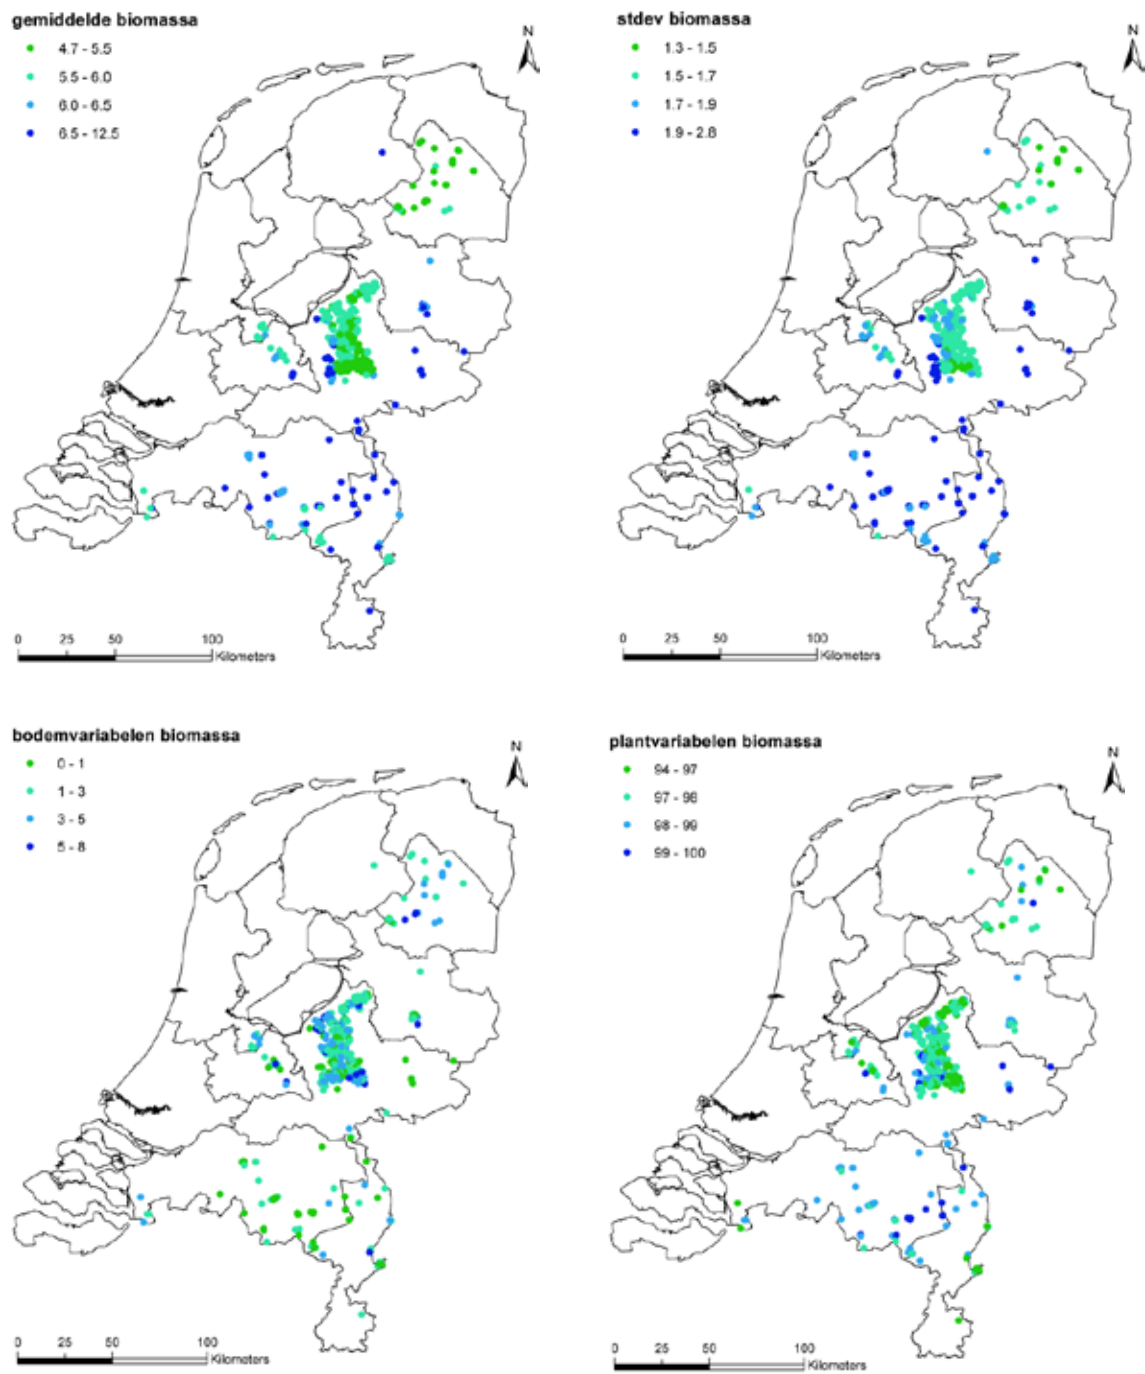 gemiddelde biomassa
4.7 - 5.5
5.5 - 6.0
6.0 - 6.5
6.5 - 12.5
N
0 25 50 100
Kilometers
stdev biomassa
1.3 - 1.5
1.5 - 1.7
1.7 - 1.9
1.9 - 2.8
N
0 25 50 100
Kilometers
bodemvariabelen biomassa
0 - 1
1 - 3
3 - 5
5 - 8
N
0 25 50 100
Kilometers
plantvariabelen biomassa
94 - 97
97 - 98
98 - 99
99 - 100
N
0 25 50 100
Kilometers